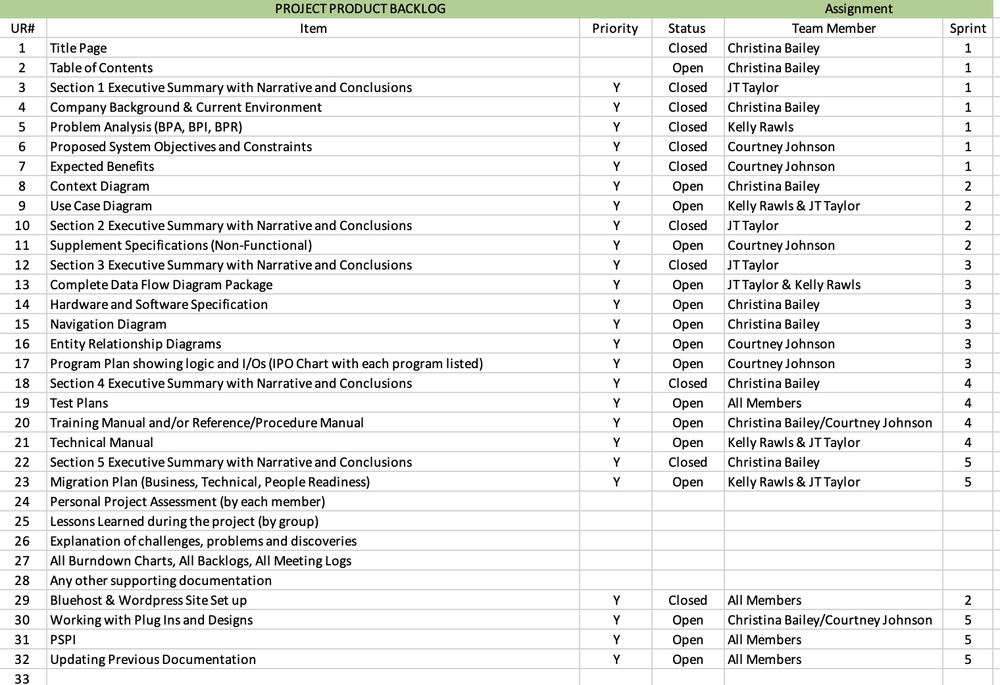 PROJECT PRODUCT BACKLOG Assignment
UR# Item Priority Status Team Member Sprint
1 Title Page Closed Christina Bailey 1
2 Table of Contents Open Christina Bailey 1
3 Section 1 Executive Summary with Narrative and Conclusions Y Closed JT Taylor 1
4 Company Background & Current Environment Y Closed Christina Bailey 1
5 Problem Analysis (BPA, BPI, BPR) Y Closed Kelly Rawls 1
6 Proposed System Objectives and Constraints Y Closed Courtney Johnson 1
7 Expected Benefits Y Closed Courtney Johnson 1
8 Context Diagram Y Open Christina Bailey 2
9 Use Case Diagram Y Open Kelly Rawls & JT Taylor 2
10 Section 2 Executive Summary with Narrative and Conclusions Y Closed JT Taylor 2
11 Supplement Specifications (Non-Functional) Y Open Courtney Johnson 2
12 Section 3 Executive Summary with Narrative and Conclusions Y Closed JT Taylor 3
13 Complete Data Flow Diagram Package Y Open JT Taylor & Kelly Rawls 3
14 Hardware and Software Specification Y Open Christina Bailey 3
15 Navigation Diagram Y Open Christina Bailey 3
16 Entity Relationship Diagrams Y Open Courtney Johnson 3
17 Program Plan showing logic and I/Os (IPO Chart with each program listed) Y Open Courtney Johnson 3
18 Section 4 Executive Summary with Narrative and Conclusions Y Closed Christina Bailey 4
19 Test Plans Y Open All Members 4
20 Training Manual and/or Reference/Procedure Manual Y Open Christina Bailey/Courtney Johnson 4
21 Technical Manual Y Open Kelly Rawls & JT Taylor 4
22 Section 5 Executive Summary with Narrative and Conclusions Y Closed Christina Bailey 5
23 Migration Plan (Business, Technical, People Readiness) Y Open Kelly Rawls & JT Taylor 5
24 Personal Project Assessment (by each member)
25 Lessons Learned during the project (by group)
26 Explanation of challenges, problems and discoveries
27 All Burndown Charts, All Backlogs, All Meeting Logs
28 Any other supporting documentation
29 Bluehost & Wordpress Site Set up Y Closed All Members 2
30 Working with Plug Ins and Designs Y Open Christina Bailey/Courtney Johnson 5
31 PSPI Y Open All Members 5
32 Updating Previous Documentation Y Open All Members 5
33